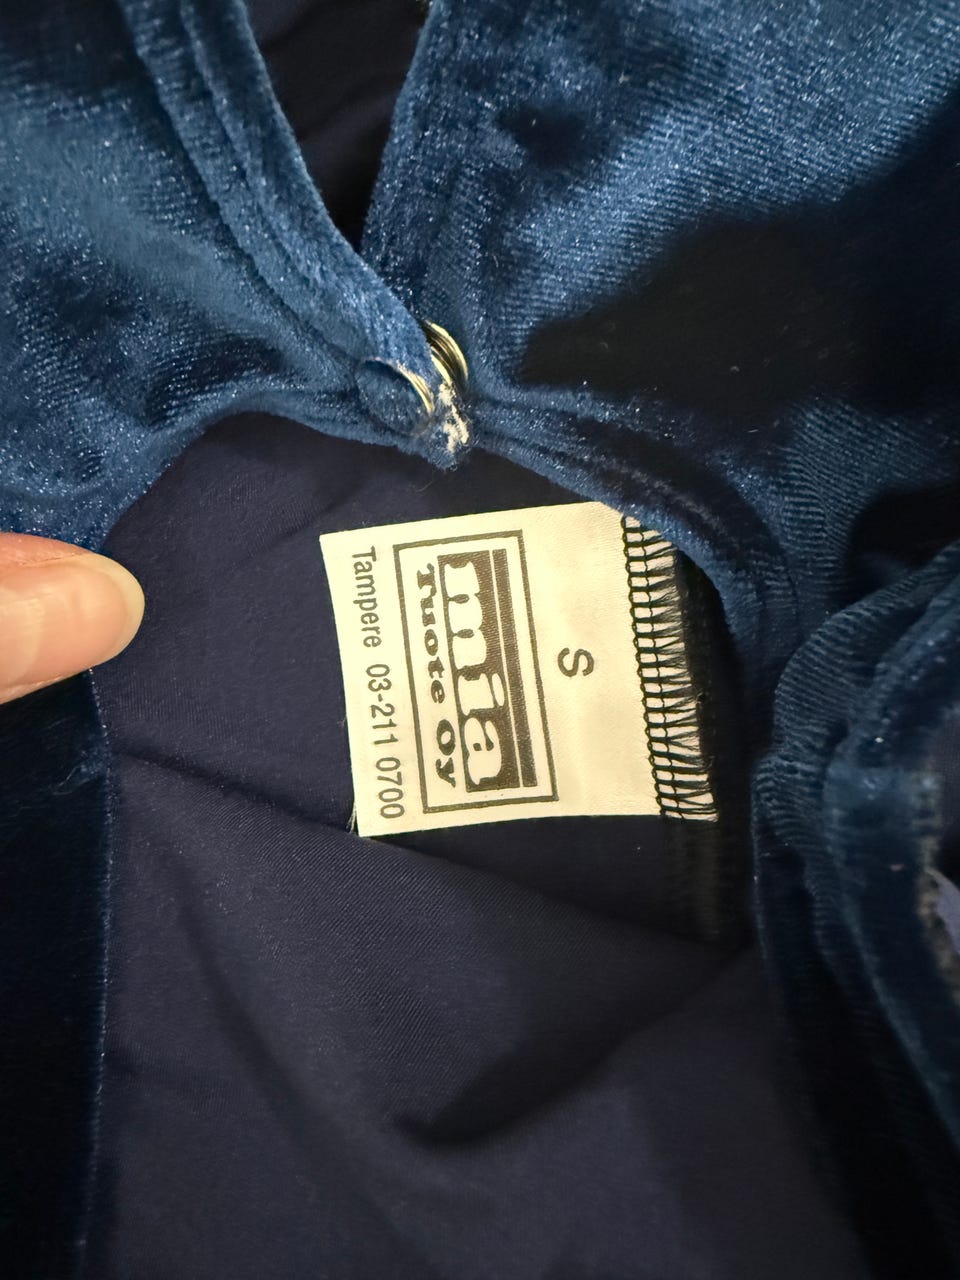 S
mia
Tuote Oy
Tampere 03-211 0700